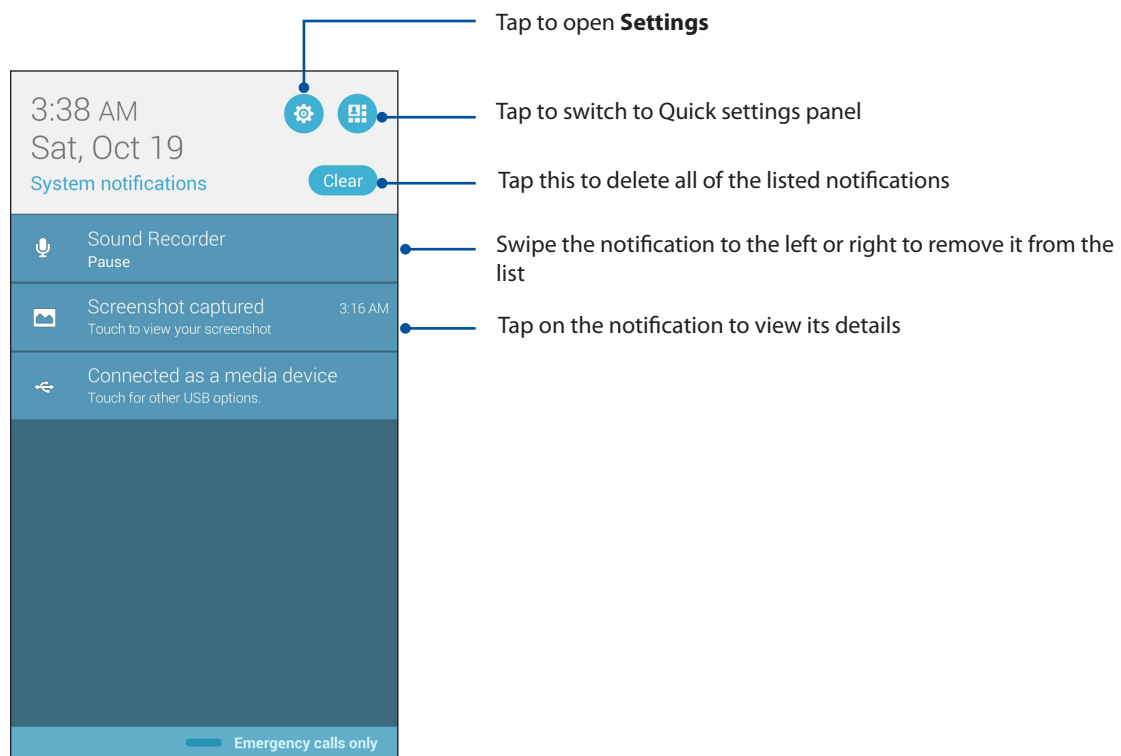 Tap to open Settings
3:38 AM
Tap to switch to Quick settings panel
Sat, Oct 19
System notifications
Clear
Tap this to delete all of the listed notifications
Sound Recorder
Pause
Swipe the notification to the left or right to remove it from the
list
Screenshot captured 3:16 AM
Touch to view your screenshot
Tap on the notification to view its details
Connected as a media device
Touch for other USB options.
Emergency calls only